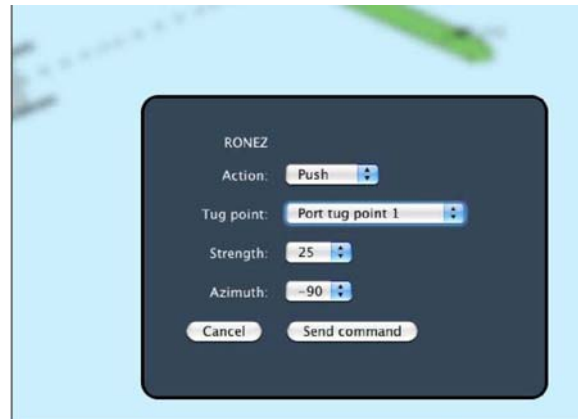 RONEZ
Action: Push
Tug point: Port tug point 1
Strength: 25
Azimuth: -90
Cancel Send command